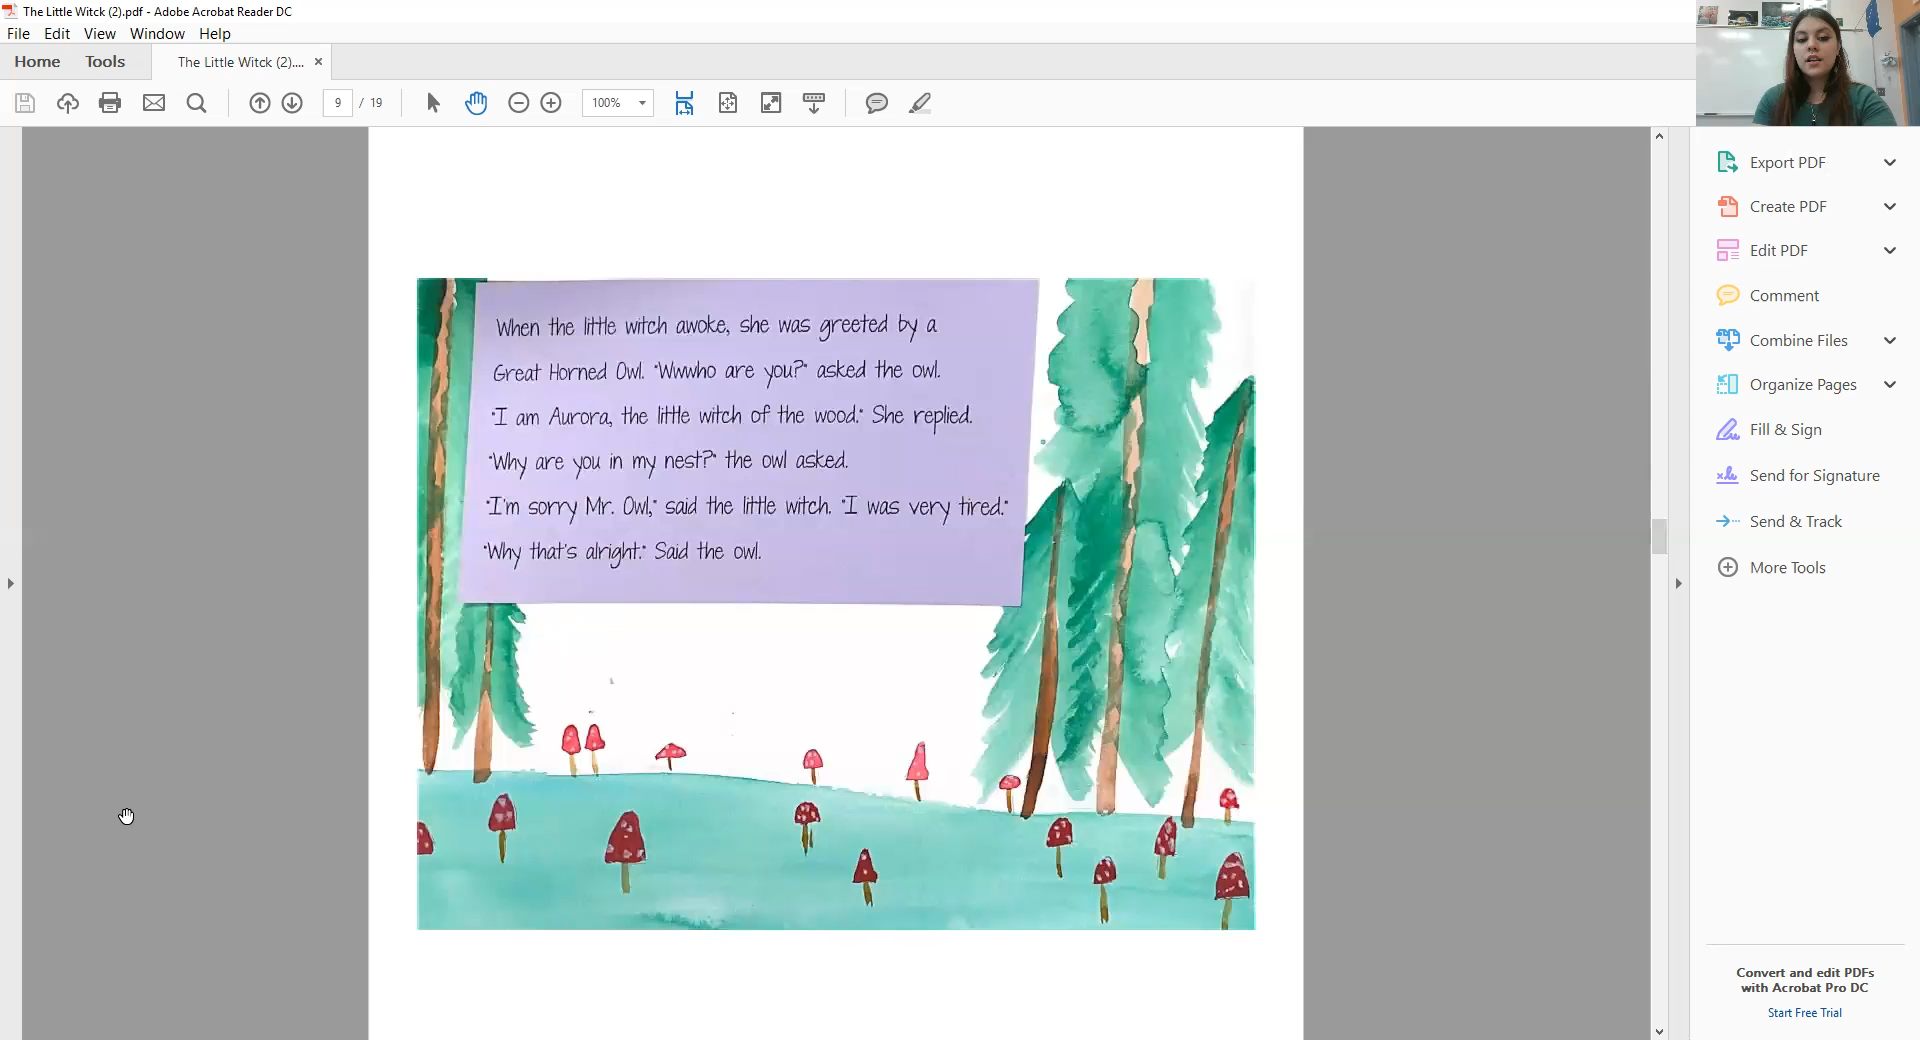 The Little Witck (2).pdf - Adobe Acrobat Reader DC
File Edit View Window Help
Home Tools The Little Witck (2)....
9 / 19 100%
When the little witch awoke, she was greeted by a
Great Horned Owl. "Wwwho are you?" asked the owl.
"I am Aurora, the little witch of the wood." She replied.
"Why are you in my nest?" the owl asked.
"I'm sorry Mr. Owl," said the little witch. "I was very tired."
"Why that's alright." Said the owl.
Export PDF
Create PDF
Edit PDF
Comment
Combine Files
Organize Pages
Fill & Sign
Send for Signature
Send & Track
More Tools
Convert and edit PDFs
with Acrobat Pro DC
Start Free Trial